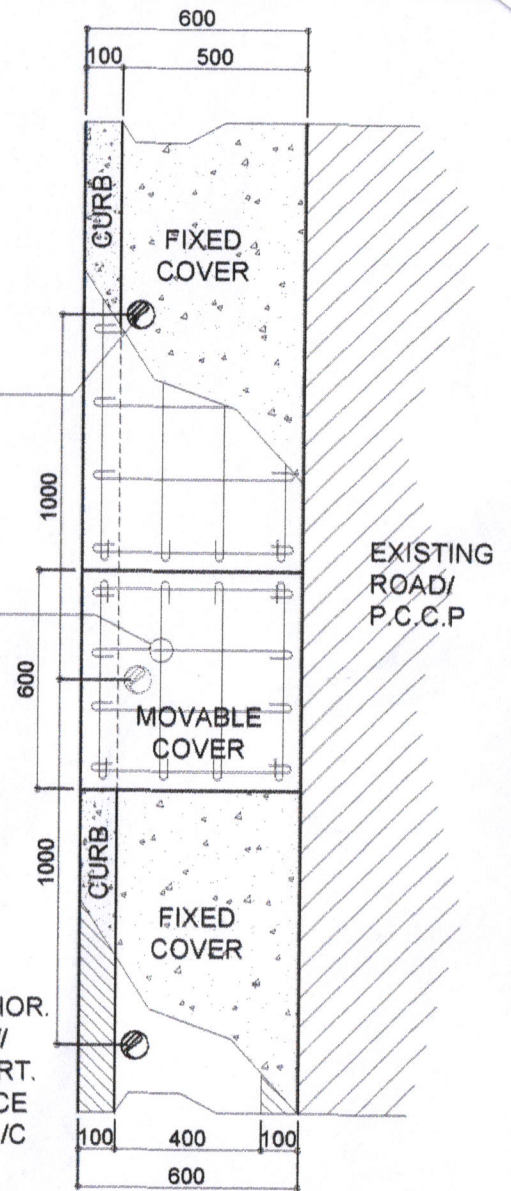 600
100
500
CURB
FIXED
COVER
1000
EXISTING
ROAD/
P.C.C.P
600
MOVABLE
COVER
1000
CURB
FIXED
COVER
IOR.
/
RT.
CE
/C
100
400
100
600